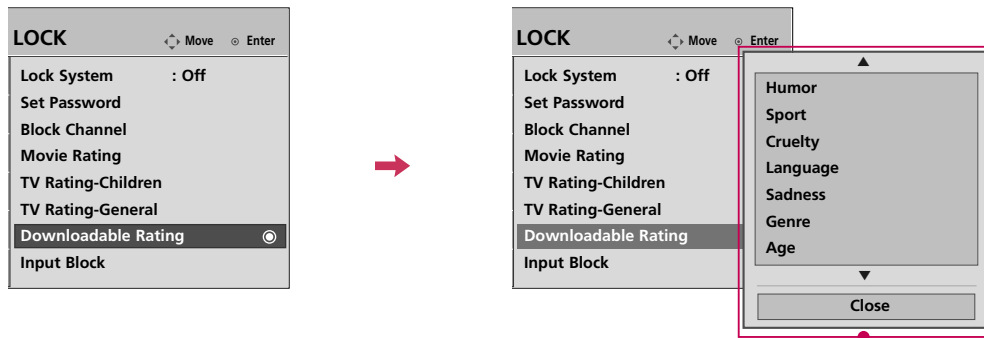 LOCK Move Enter
Lock System : Off
Set Password
Block Channel
Movie Rating
TV Rating-Children
TV Rating-General
Downloadable Rating
Input Block
LOCK Move Enter
Lock System : Off
Set Password
Block Channel
Movie Rating
TV Rating-Children
TV Rating-General
Downloadable Rating
Input Block
Humor
Sport
Cruelty
Language
Sadness
Genre
Age
Close